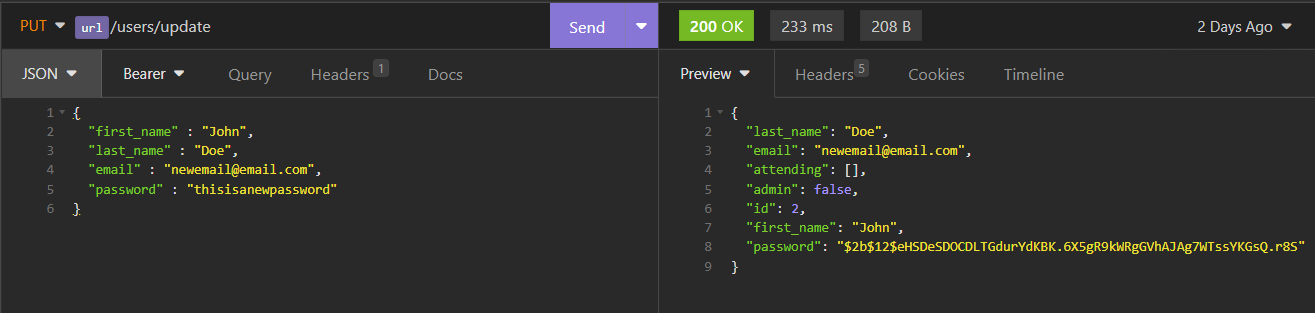 PUT url /users/update Send 200 OK 233 ms 208 B 2 Days Ago
JSON Bearer Query Headers 1 Docs Preview Headers 5 Cookies Timeline
1 {
2 "first_name" : "John",
3 "last_name" : "Doe",
4 "email" : "newemail@email.com",
5 "password" : "thisisanewpassword"
6 }
1 {
2 "last_name": "Doe",
3 "email": "newemail@email.com",
4 "attending": [],
5 "admin": false,
6 "id": 2,
7 "first_name": "John",
8 "password": "$2b$12$eHSDeSDOCDLTGdurYdKBK.6X5gR9kWRgGVhAJAg7WTssYKGsQ.r8S"
9 }